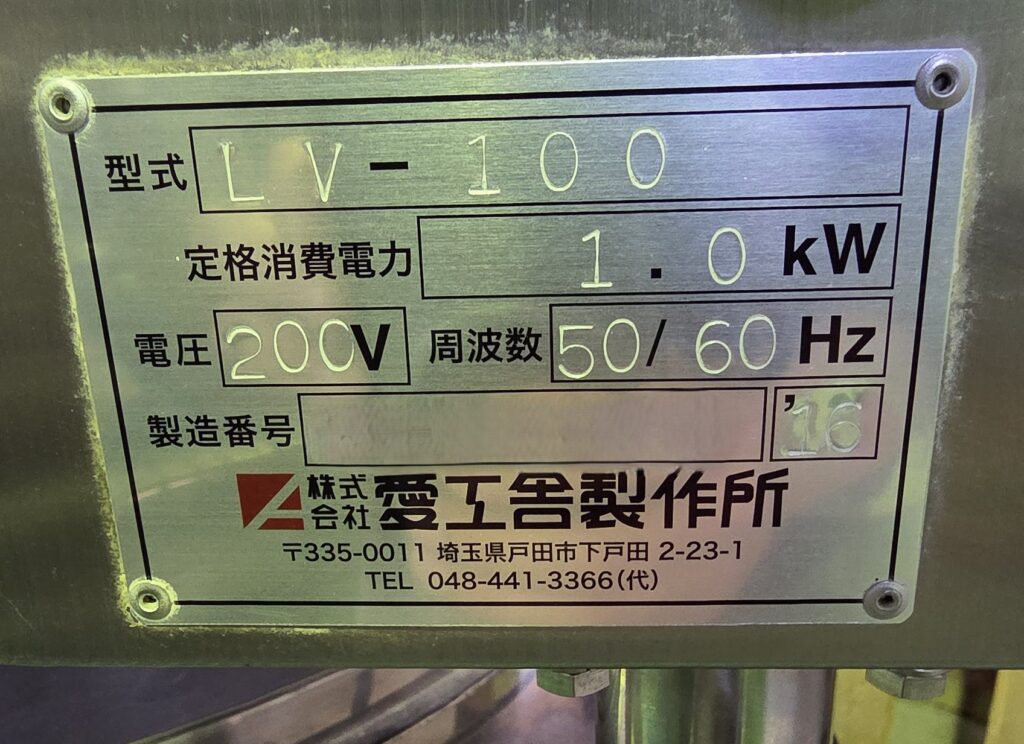 型式 LV-100
定格消費電力 1.0 kW
電圧 200V 周波数 50/60 Hz
製造番号 '16
株式会社 愛工舎製作所
〒335-0011 埼玉県戸田市下戸田 2-23-1
TEL 048-441-3366(代)